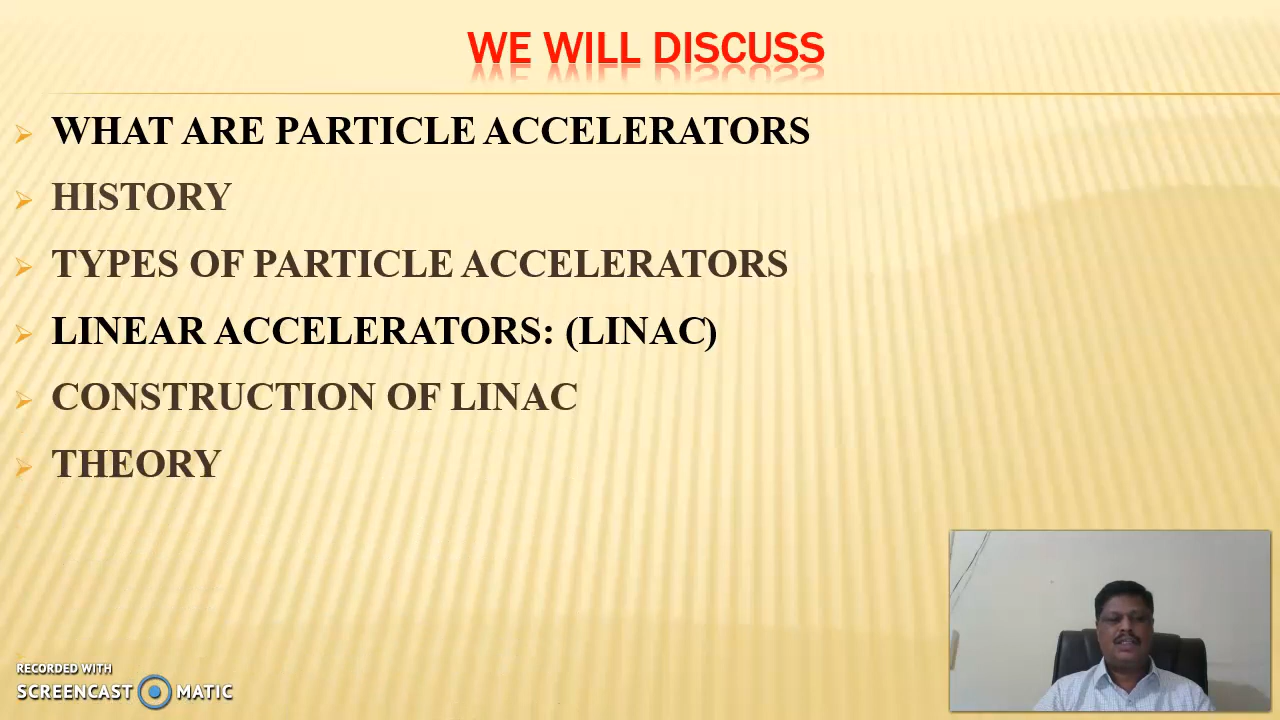 WE WILL DISCUSS
WHAT ARE PARTICLE ACCELERATORS
HISTORY
TYPES OF PARTICLE ACCELERATORS
LINEAR ACCELERATORS: (LINAC)
CONSTRUCTION OF LINAC
THEORY
RECORDED WITH
SCREENCAST MATIC